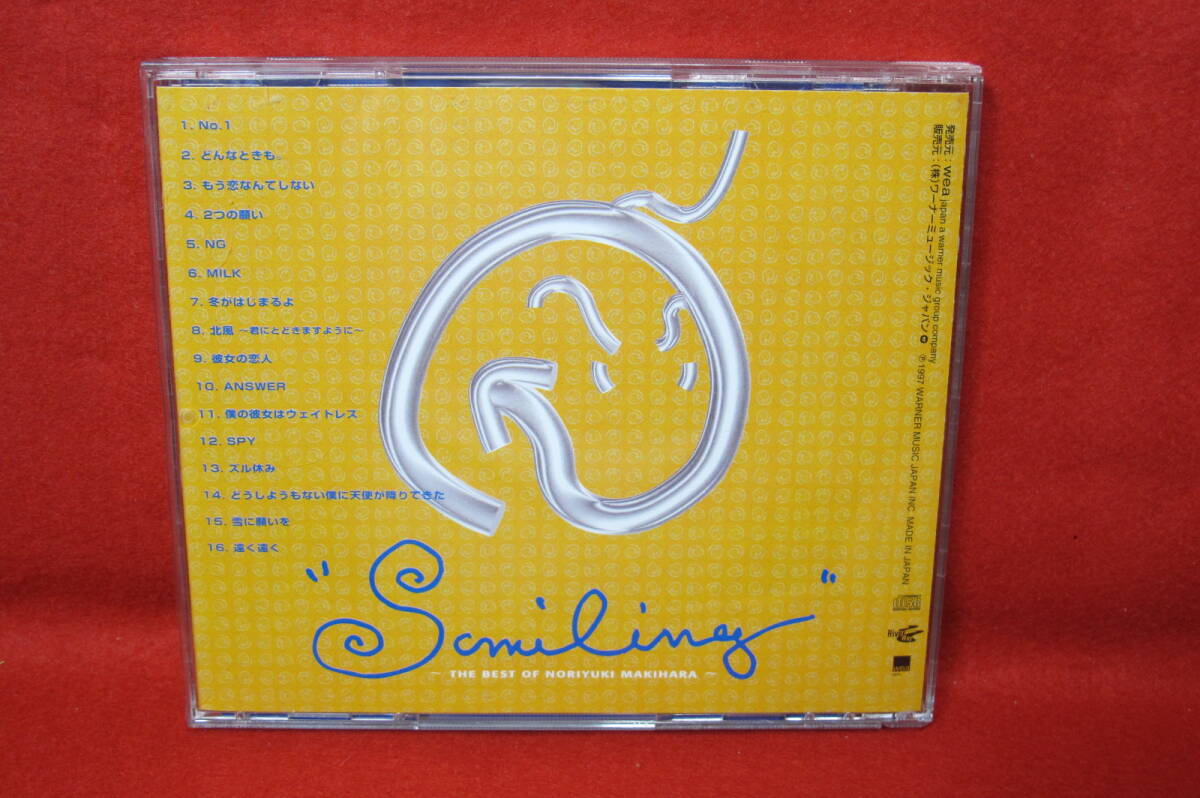 1. No.1
2. どんなときも。
3. もう恋なんてしない
4. 2つの願い
5. NG
6. MILK
7. 冬がはじまるよ
8. 北風 〜君にとどきますように〜
9. 彼女の恋人
10. ANSWER
11. 僕の彼女はウェイトレス
12. SPY
13. ズル休み
14. どうしようもない僕に天使が降りてきた
15. 雪に願いを
16. 遠く遠く
"Smiling"
〜 THE BEST OF NORIYUKI MAKIHARA 〜
発売元：wea japan a warner music group company
販売元：(株)ワーナーミュージック・ジャパン
℗1997 WARNER MUSIC JAPAN INC. MADE IN JAPAN